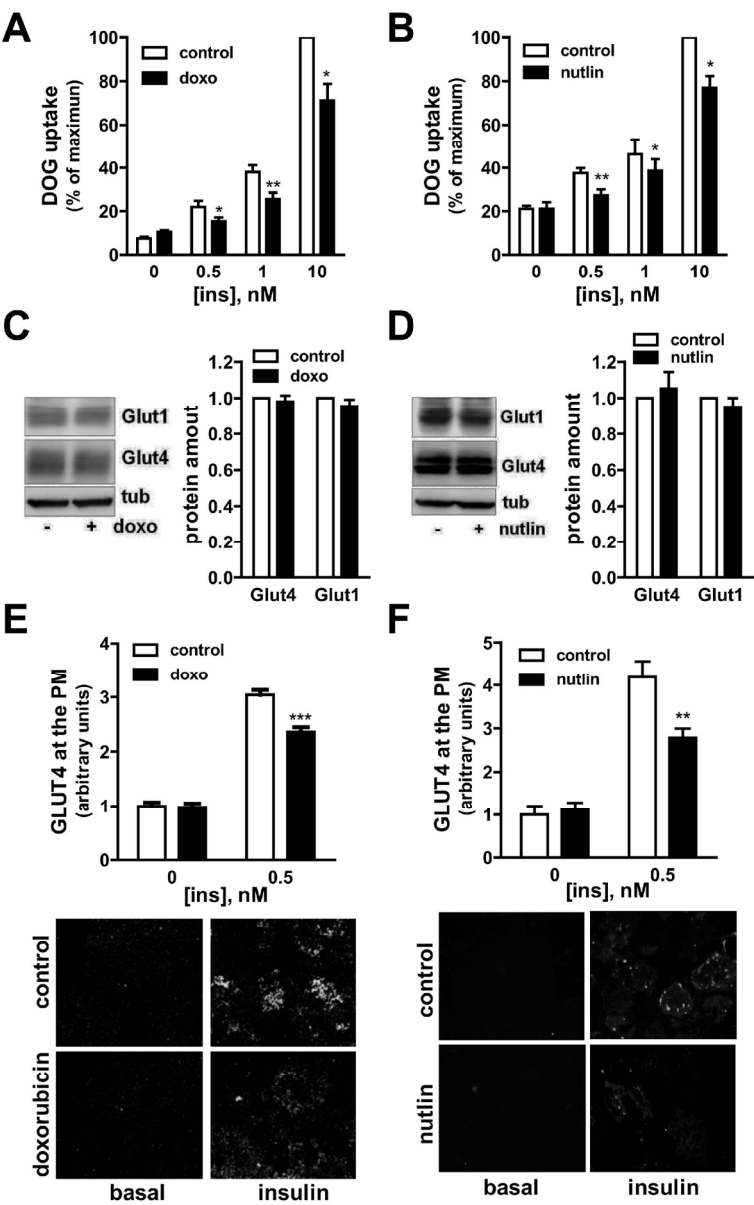 A
control
doxo
DOG uptake
(% of maximum)
100
80
60
40
20
0
0 0.5 1 10
[ins], nM
*
**
*
B
control
nutlin
DOG uptake
(% of maximum)
100
80
60
40
20
0
0 0.5 1 10
[ins], nM
**
*
*
C
Glut1
Glut4
tub
- + doxo
control
doxo
protein amout
1.2
1.0
0.8
0.6
0.4
0.2
0.0
Glut4 Glut1
D
Glut1
Glut4
tub
- + nutlin
control
nutlin
protein amount
1.2
1.0
0.8
0.6
0.4
0.2
0.0
Glut4 Glut1
E
control
doxo
GLUT4 at the PM
(arbitrary units)
4
3
2
1
0
***
0 0.5
[ins], nM
control
doxorubicin
basal insulin
F
control
nutlin
GLUT4 at the PM
(arbitrary units)
5
4
3
2
1
0
**
0 0.5
[ins], nM
control
nutlin
basal insulin